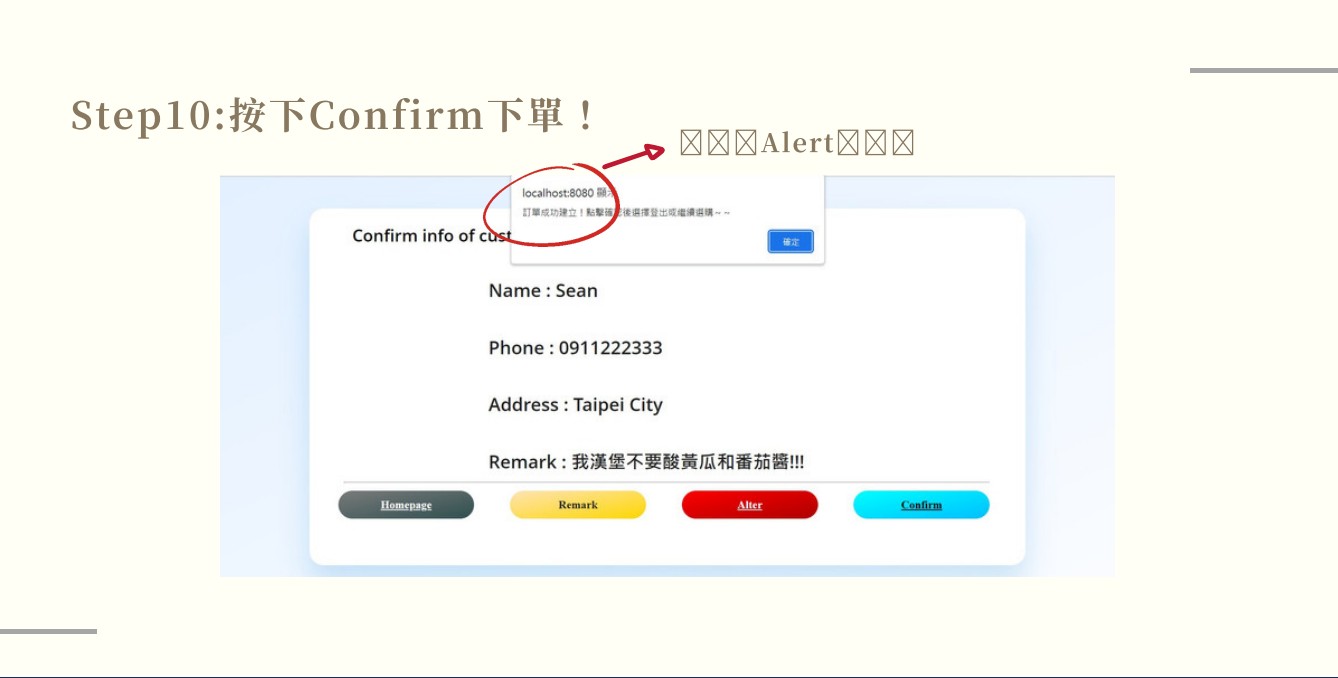 Step10:按下Confirm下單！
Alert
localhost:8080 顯示
訂單成功建立！點擊確認後選擇登出或繼續選購~~
確定
Confirm info of cust
Name : Sean
Phone : 0911222333
Address : Taipei City
Remark : 我漢堡不要酸黃瓜和番茄醬!!!
Homepage
Remark
Alter
Confirm